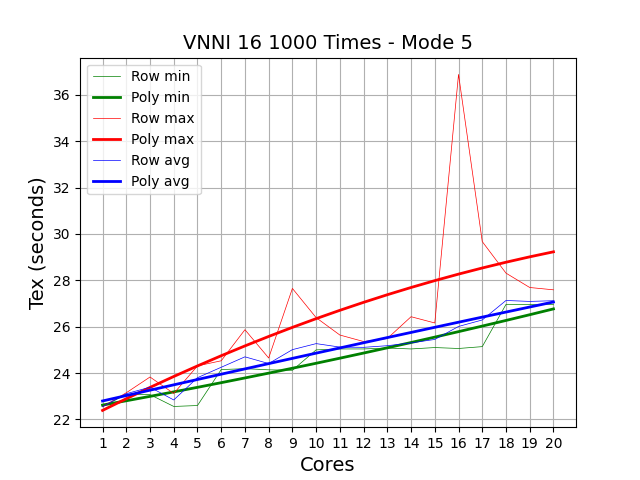 VNNI 16 1000 Times - Mode 5
Row min
Poly min
Row max
Poly max
Row avg
Poly avg
36
34
32
30
28
26
24
22
Tex (seconds)
1 2 3 4 5 6 7 8 9 10 11 12 13 14 15 16 17 18 19 20
Cores